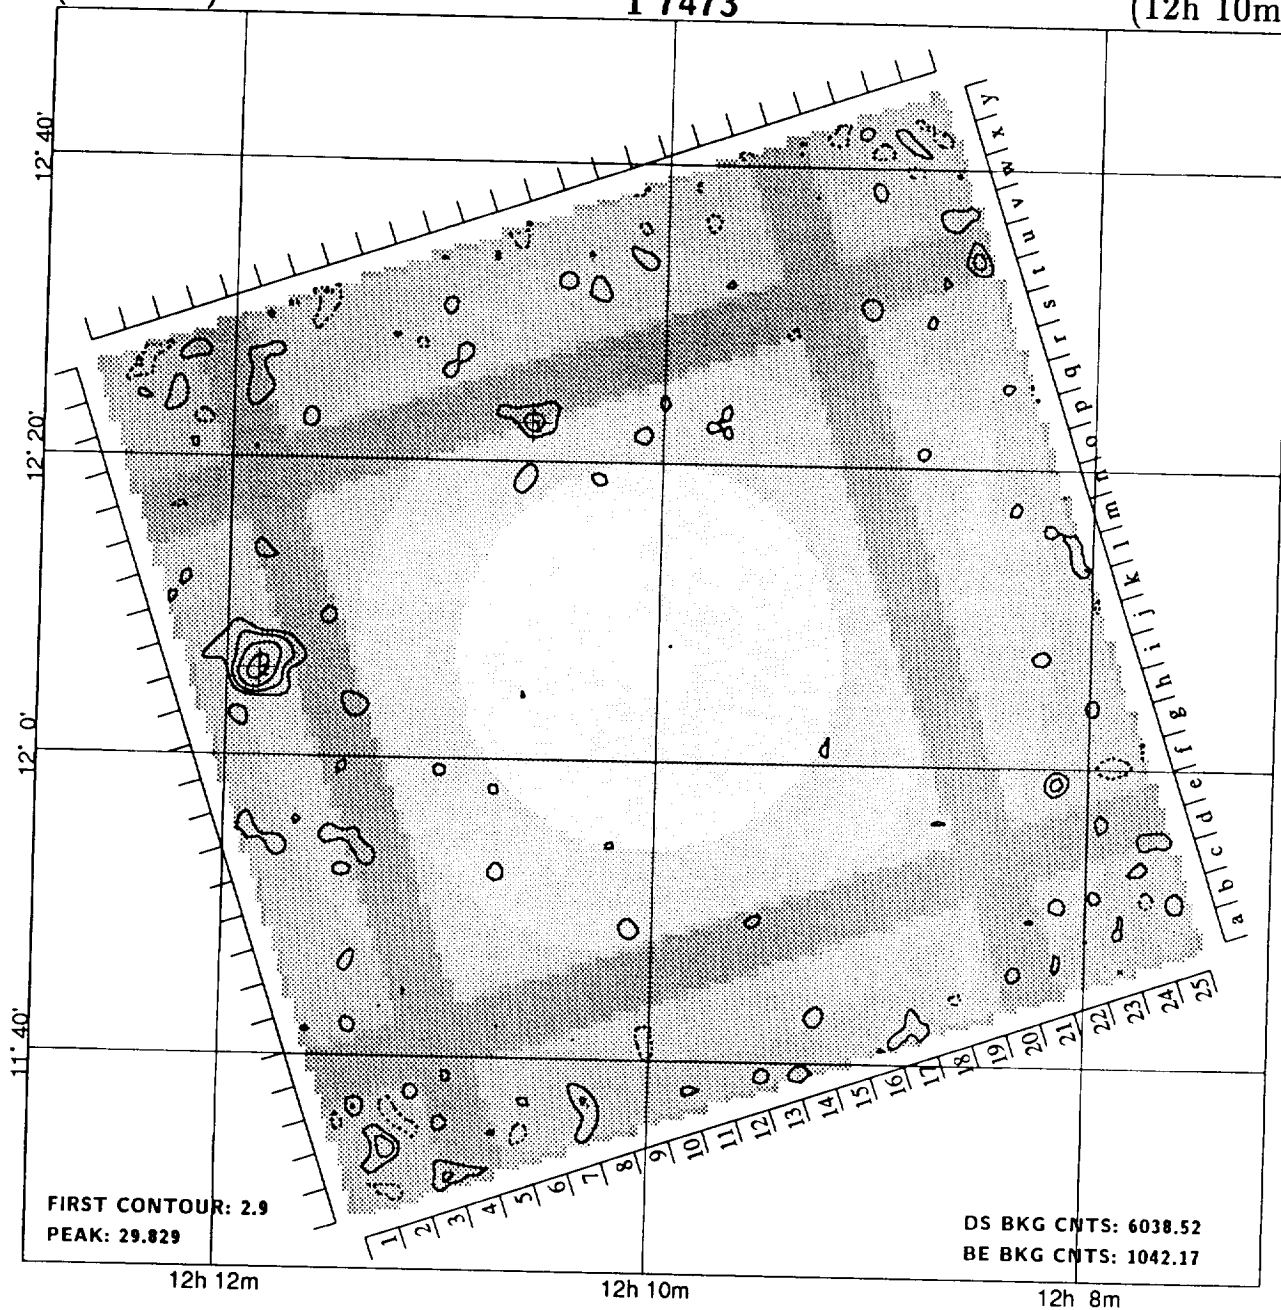 I 7473
(12h 10m
12° 40'
12° 20'
12° 0'
11° 40'
a|b|c|d|e|f|g|h|i|j|k|l|m|n|o|p|q|r|s|t|u|v|w|x|y
1 2 3 4 5 6 7 8 9 10 11 12 13 14 15 16 17 18 19 20 21 22 23 24 25
FIRST CONTOUR: 2.9
PEAK: 29.829
DS BKG CNTS: 6038.52
BE BKG CNTS: 1042.17
12h 12m
12h 10m
12h 8m